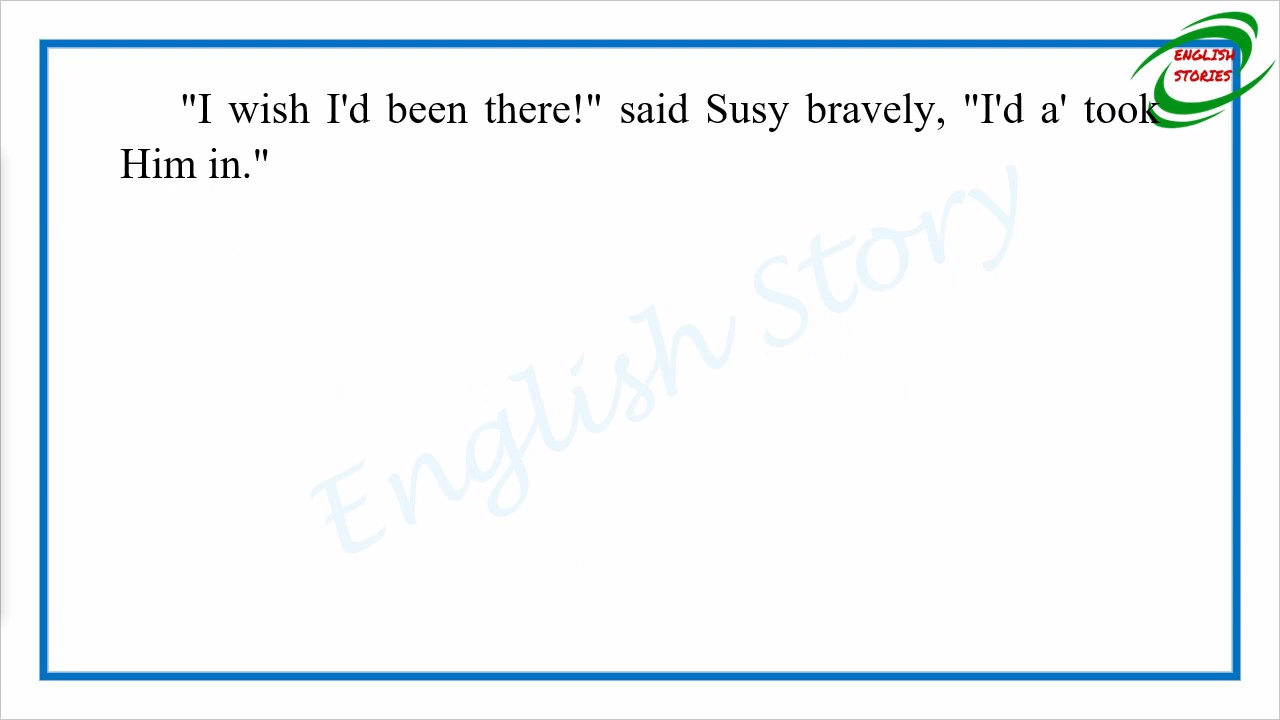 ENGLISH
STORIES
"I wish I'd been there!" said Susy bravely, "I'd a' took
Him in."
English Story